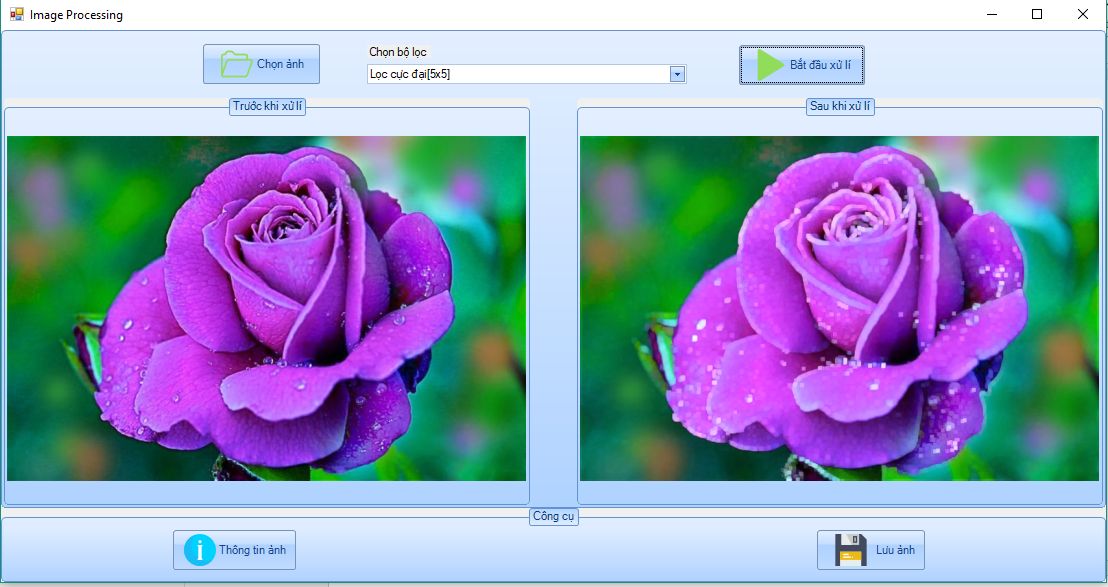 Image Processing
Chọn ảnh
Chọn bộ lọc
Lọc cực đại[5x5]
Bắt đầu xử lí
Trước khi xử lí
Sau khi xử lí
Công cụ
Thông tin ảnh
Lưu ảnh